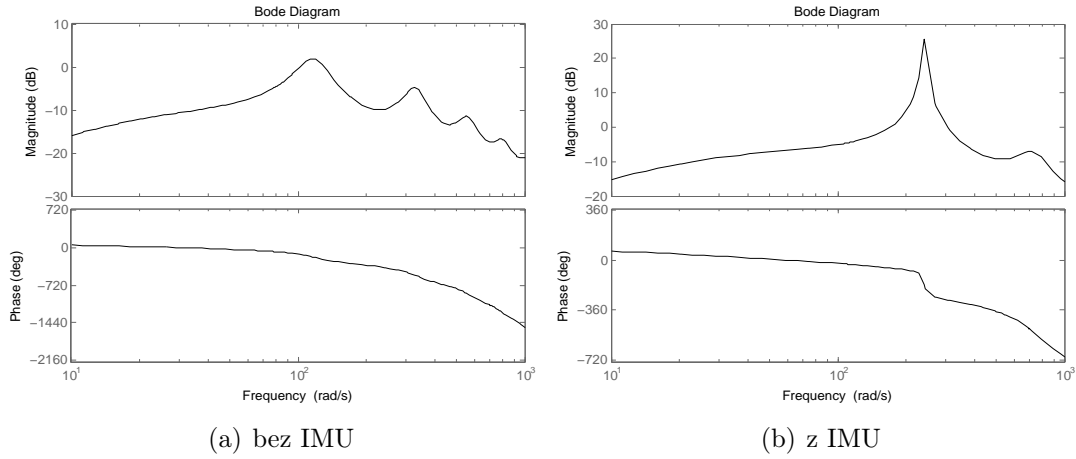 Bode Diagram
10
0
−10
−20
−30
Magnitude (dB)
720
0
−720
−1440
−2160
Phase (deg)
10^1
10^2
10^3
Frequency (rad/s)
(a) bez IMU
Bode Diagram
30
20
10
0
−10
−20
Magnitude (dB)
360
0
−360
−720
Phase (deg)
10^1
10^2
10^3
Frequency (rad/s)
(b) z IMU